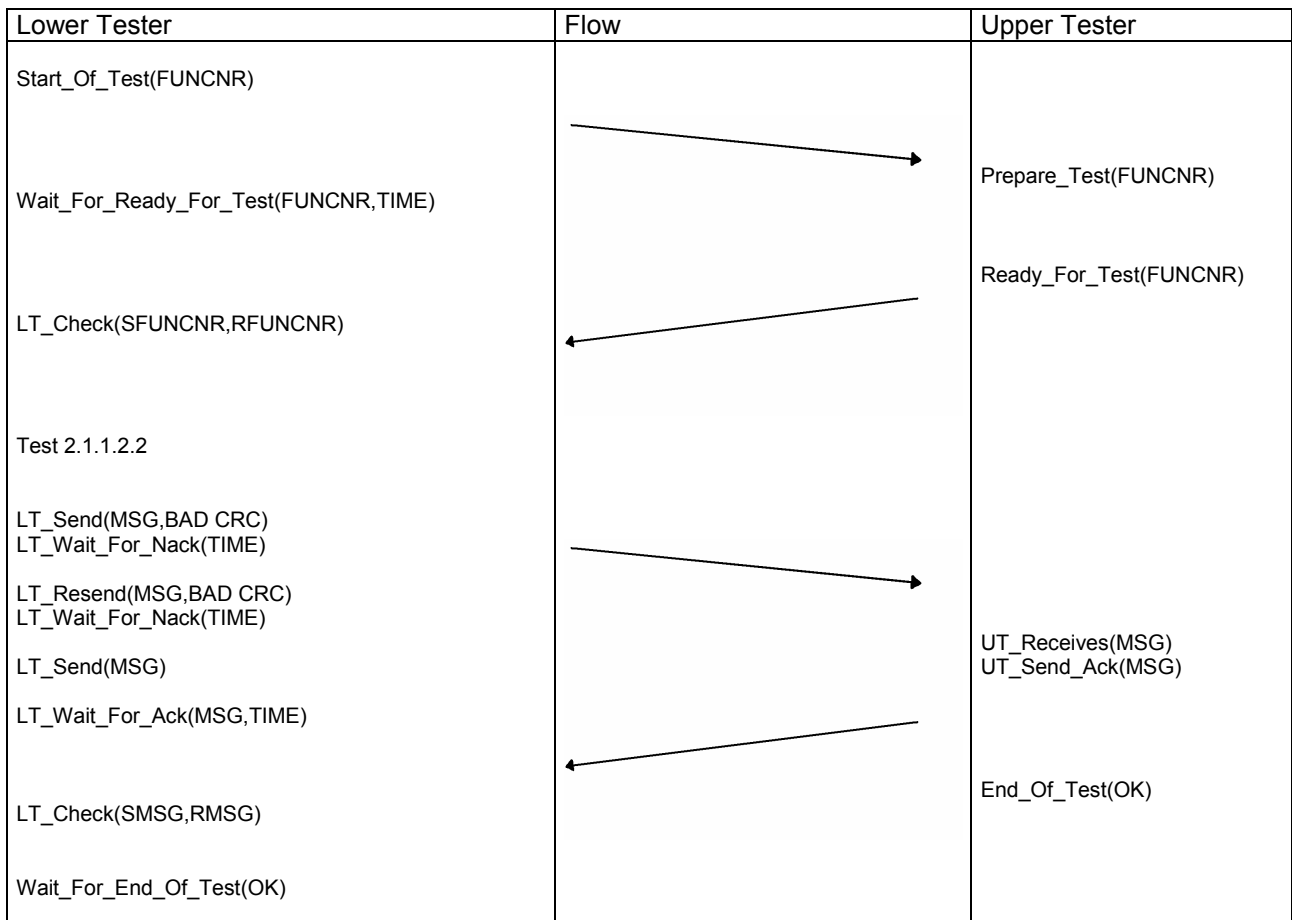 Lower Tester
Flow
Upper Tester
Start_Of_Test(FUNCNR)
Prepare_Test(FUNCNR)
Wait_For_Ready_For_Test(FUNCNR,TIME)
Ready_For_Test(FUNCNR)
LT_Check(SFUNCNR,RFUNCNR)
Test 2.1.1.2.2
LT_Send(MSG,BAD CRC)
LT_Wait_For_Nack(TIME)
LT_Resend(MSG,BAD CRC)
LT_Wait_For_Nack(TIME)
UT_Receives(MSG)
LT_Send(MSG)
UT_Send_Ack(MSG)
LT_Wait_For_Ack(MSG,TIME)
End_Of_Test(OK)
LT_Check(SMSG,RMSG)
Wait_For_End_Of_Test(OK)